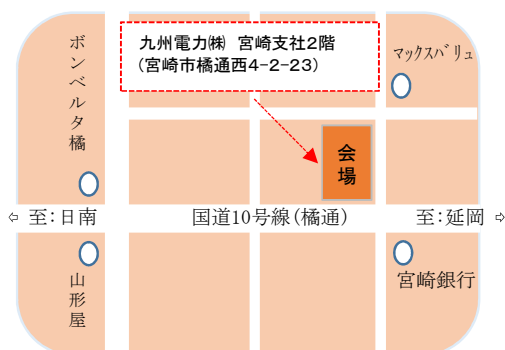 九州電力㈱ 宮崎支社2階
(宮崎市橘通西4-2-23)
ボンベルタ橘
マックスバリュ
会場
⇦ 至:日南
国道10号線(橘通)
至:延岡 ⇨
山形屋
宮崎銀行